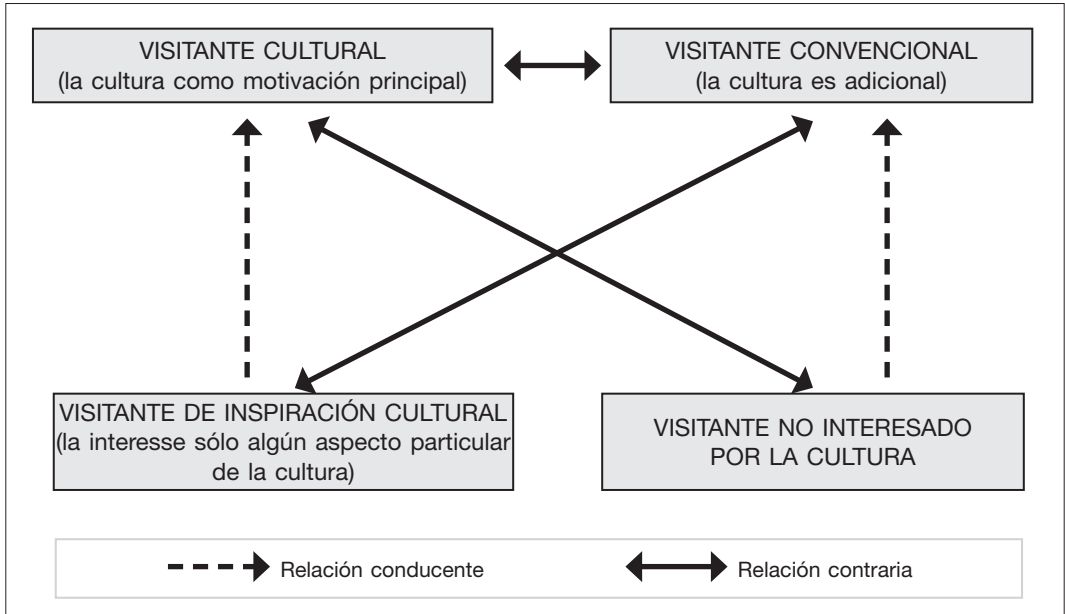 VISITANTE CULTURAL
(la cultura como motivación principal)
VISITANTE CONVENCIONAL
(la cultura es adicional)
VISITANTE DE INSPIRACIÓN CULTURAL
(la interesse sólo algún aspecto particular
de la cultura)
VISITANTE NO INTERESADO
POR LA CULTURA
Relación conducente
Relación contraria